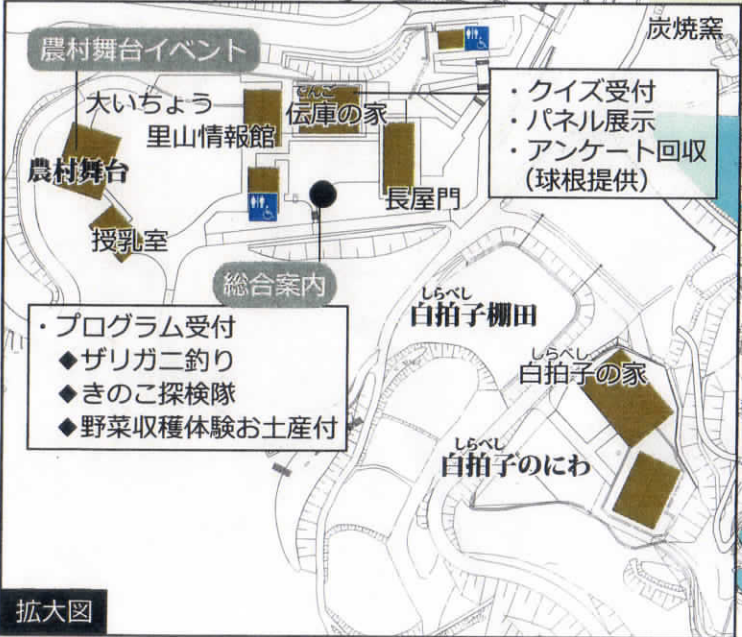 炭焼窯
農村舞台イベント
でんご
伝庫の家
大いちょう
里山情報館
農村舞台
授乳室
長屋門
・クイズ受付
・パネル展示
・アンケート回収
（球根提供）
総合案内
・プログラム受付
◆ザリガニ釣り
◆きのこ探検隊
◆野菜収穫体験お土産付
しらべし
白拍子棚田
しらべし
白拍子の家
しらべし
白拍子のにわ
拡大図